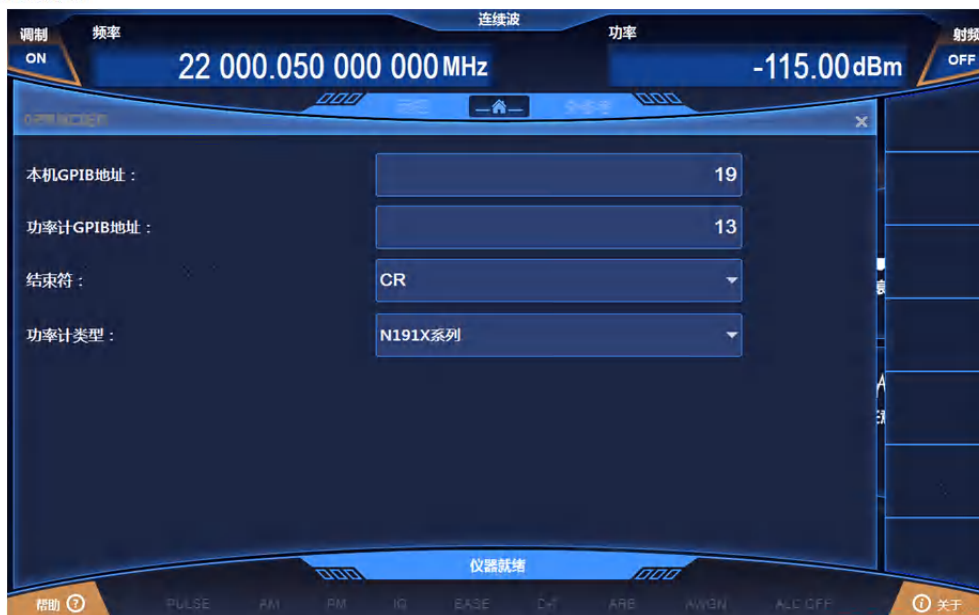 连续波
调制
频率
功率
射频
ON
22 000.050 000 000 MHz
-115.00 dBm
OFF
本机GPIB地址：
19
功率计GPIB地址：
13
结束符：
CR
功率计类型：
N191X系列
仪器就绪
帮助
PULSE
AM
PM
IQ
BASE
ARB
AWGN
ALC OFF
关于